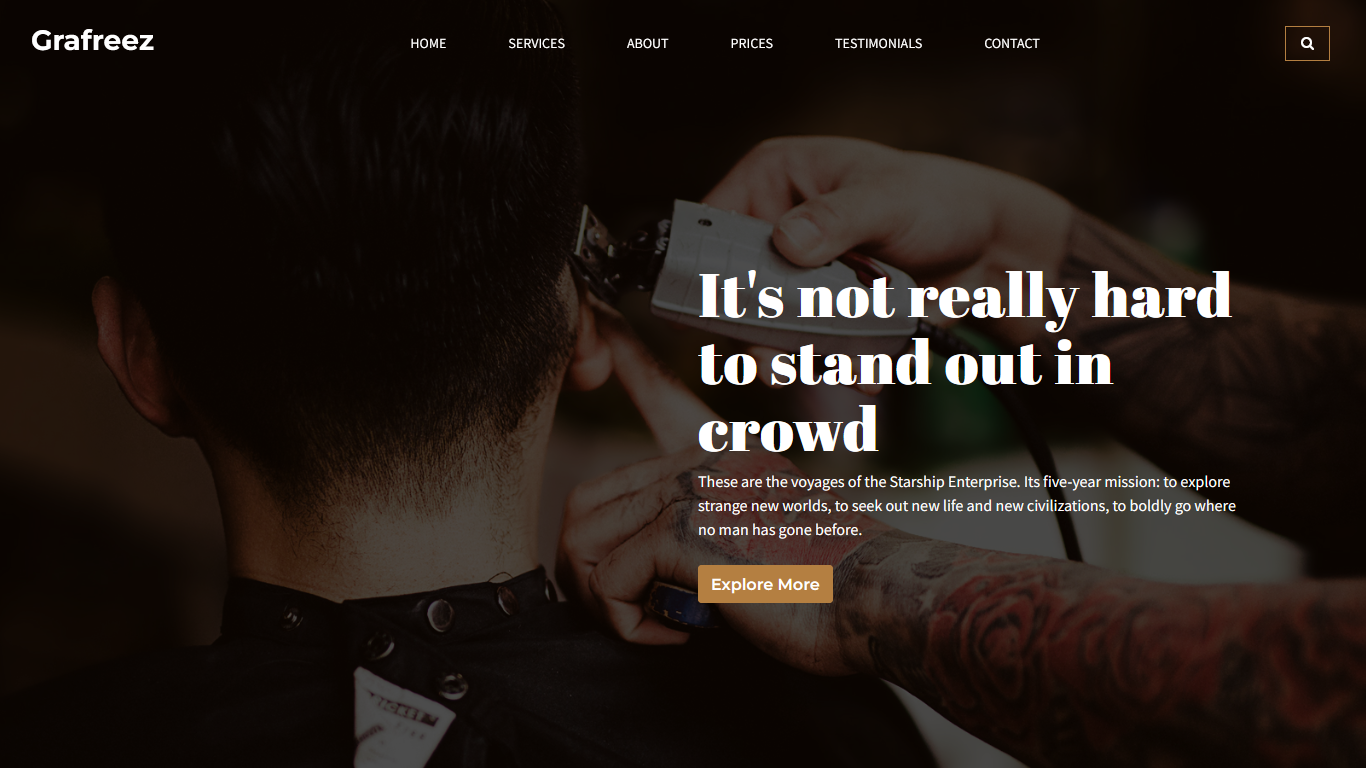 Grafreez
HOME
SERVICES
ABOUT
PRICES
TESTIMONIALS
CONTACT
It's not really hard
to stand out in
crowd
These are the voyages of the Starship Enterprise. Its five-year mission: to explore
strange new worlds, to seek out new life and new civilizations, to boldly go where
no man has gone before.
Explore More